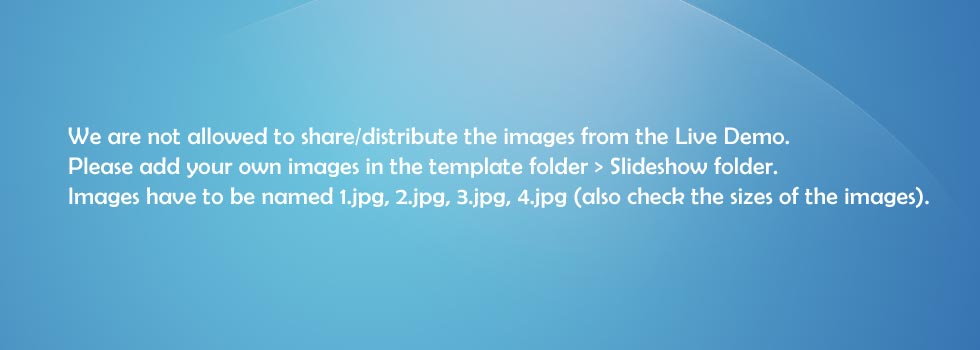 We are not allowed to share/distribute the images from the Live Demo.
Please add your own images in the template folder > Slideshow folder.
Images have to be named 1.jpg, 2.jpg, 3.jpg, 4.jpg (also check the sizes of the images).